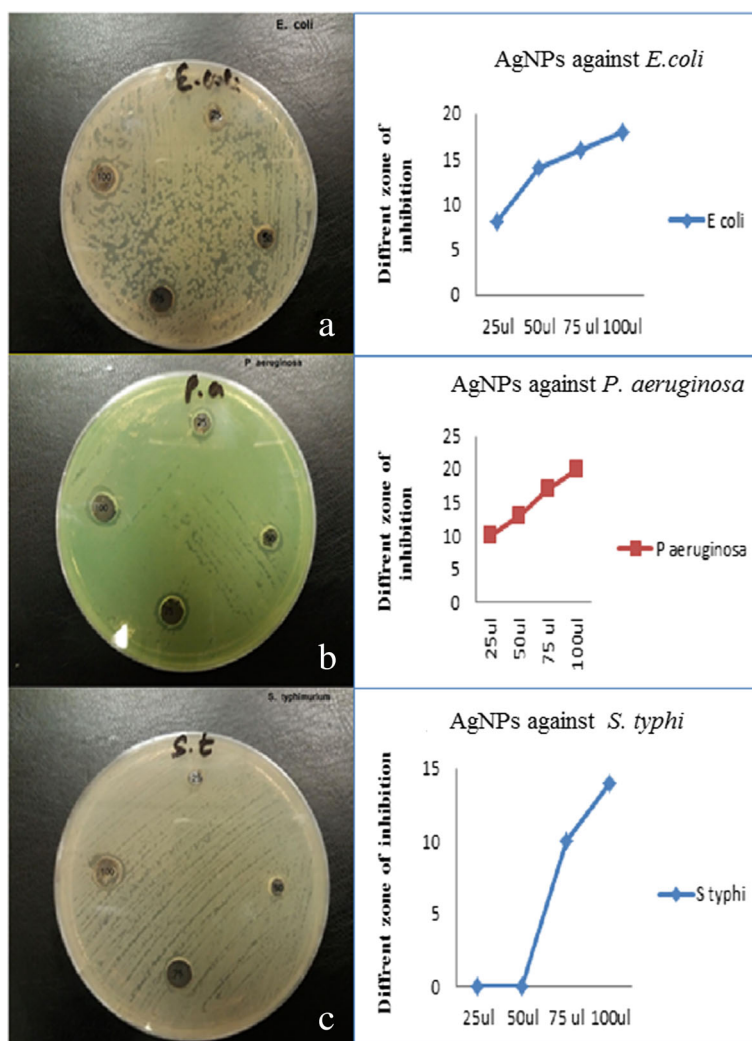 E. coli
E. coli
25
100
50
75
a
AgNPs against E.coli
Diffrent zone of
inhibition
20
15
10
5
0
25ul 50ul 75 ul 100ul
E coli
P aeruginosa
P. a
25
100
50
75
b
AgNPs against P. aeruginosa
Diffrent zone of
inhibition
25
20
15
10
5
0
25ul
50ul
75 ul
100ul
P aeruginosa
S. typhimurium
S. t
25
100
50
75
c
AgNPs against S. typhi
Diffrent zone of inhibition
15
10
5
0
25ul 50ul 75 ul 100ul
S typhi